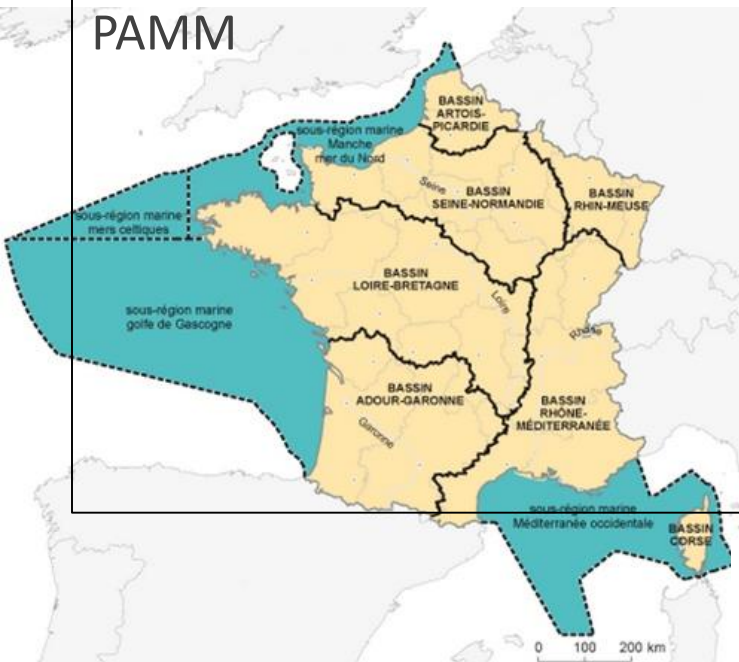 PAMM
BASSIN
ARTOIS-
PICARDIE
sous-région marine
Manche
mer du Nord
Seine
BASSIN
SEINE-NORMANDIE
BASSIN
RHIN-MEUSE
sous-région marine
mers celtiques
BASSIN
LOIRE-BRETAGNE
Loire
sous-région marine
golfe de Gascogne
Rhône
BASSIN
ADOUR-GARONNE
BASSIN
RHÔNE-
MÉDITERRANÉE
Garonne
sous-région marine
Méditerranée occidentale
BASSIN
CORSE
0 100 200 km